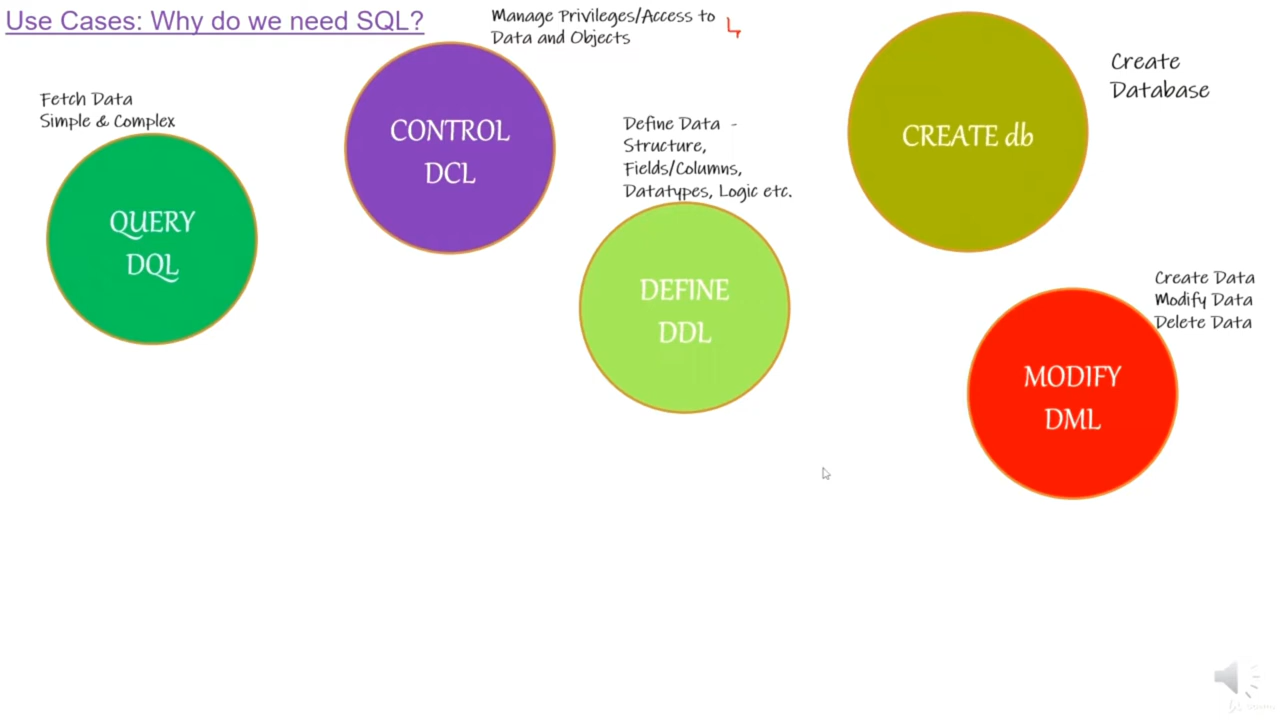 Use Cases: Why do we need SQL?
Manage Privileges/Access to
Data and Objects
4
Fetch Data
Simple & Complex
QUERY
DQL
CONTROL
DCL
Define Data -
Structure,
Fields/Columns,
Datatypes, Logic etc.
DEFINE
DDL
CREATE db
Create
Database
Create Data
Modify Data
Delete Data
MODIFY
DML